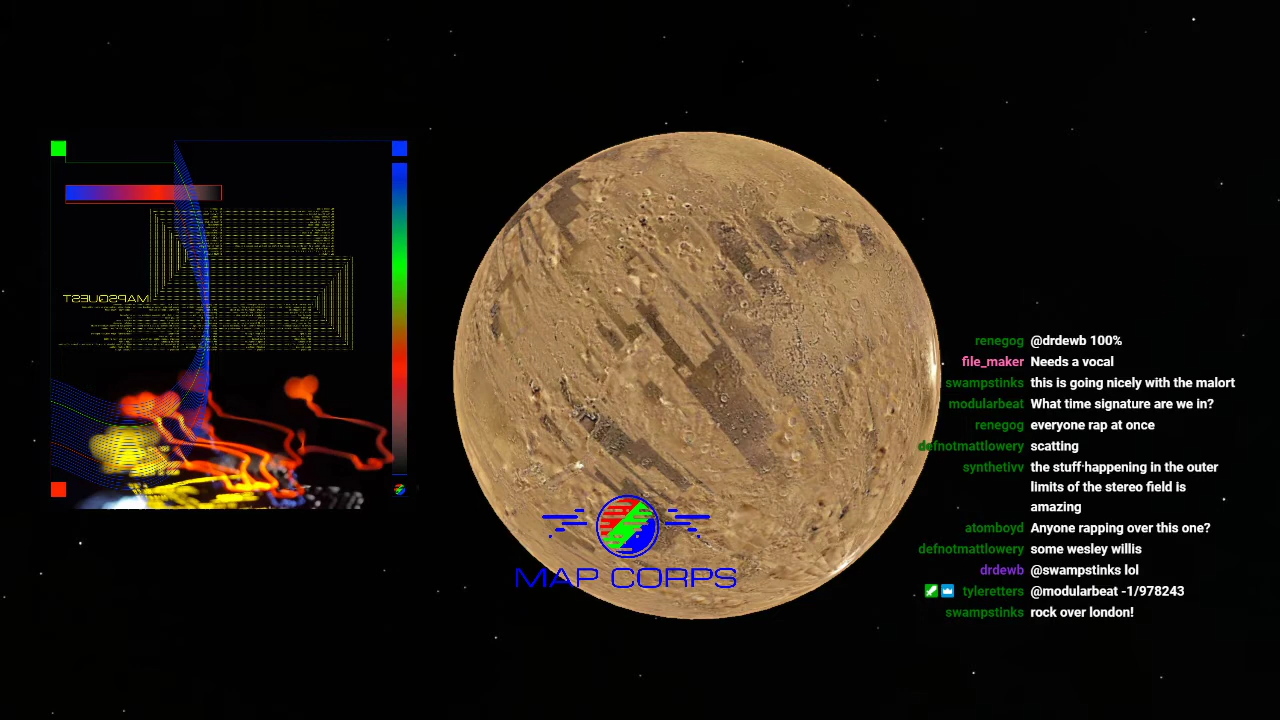 MAPSQUEST
MAP CORPS
renegog @drdewb 100%
file_maker Needs a vocal
swampstinks this is going nicely with the malort
modularbeat What time signature are we in?
renegog everyone rap at once
defnotmattlowery scatting
synthetivv the stuff happening in the outer
limits of the stereo field is
amazing
atomboyd Anyone rapping over this one?
defnotmattlowery some wesley willis
drdewb @swampstinks lol
tyleretters @modularbeat -1/978243
swampstinks rock over london!